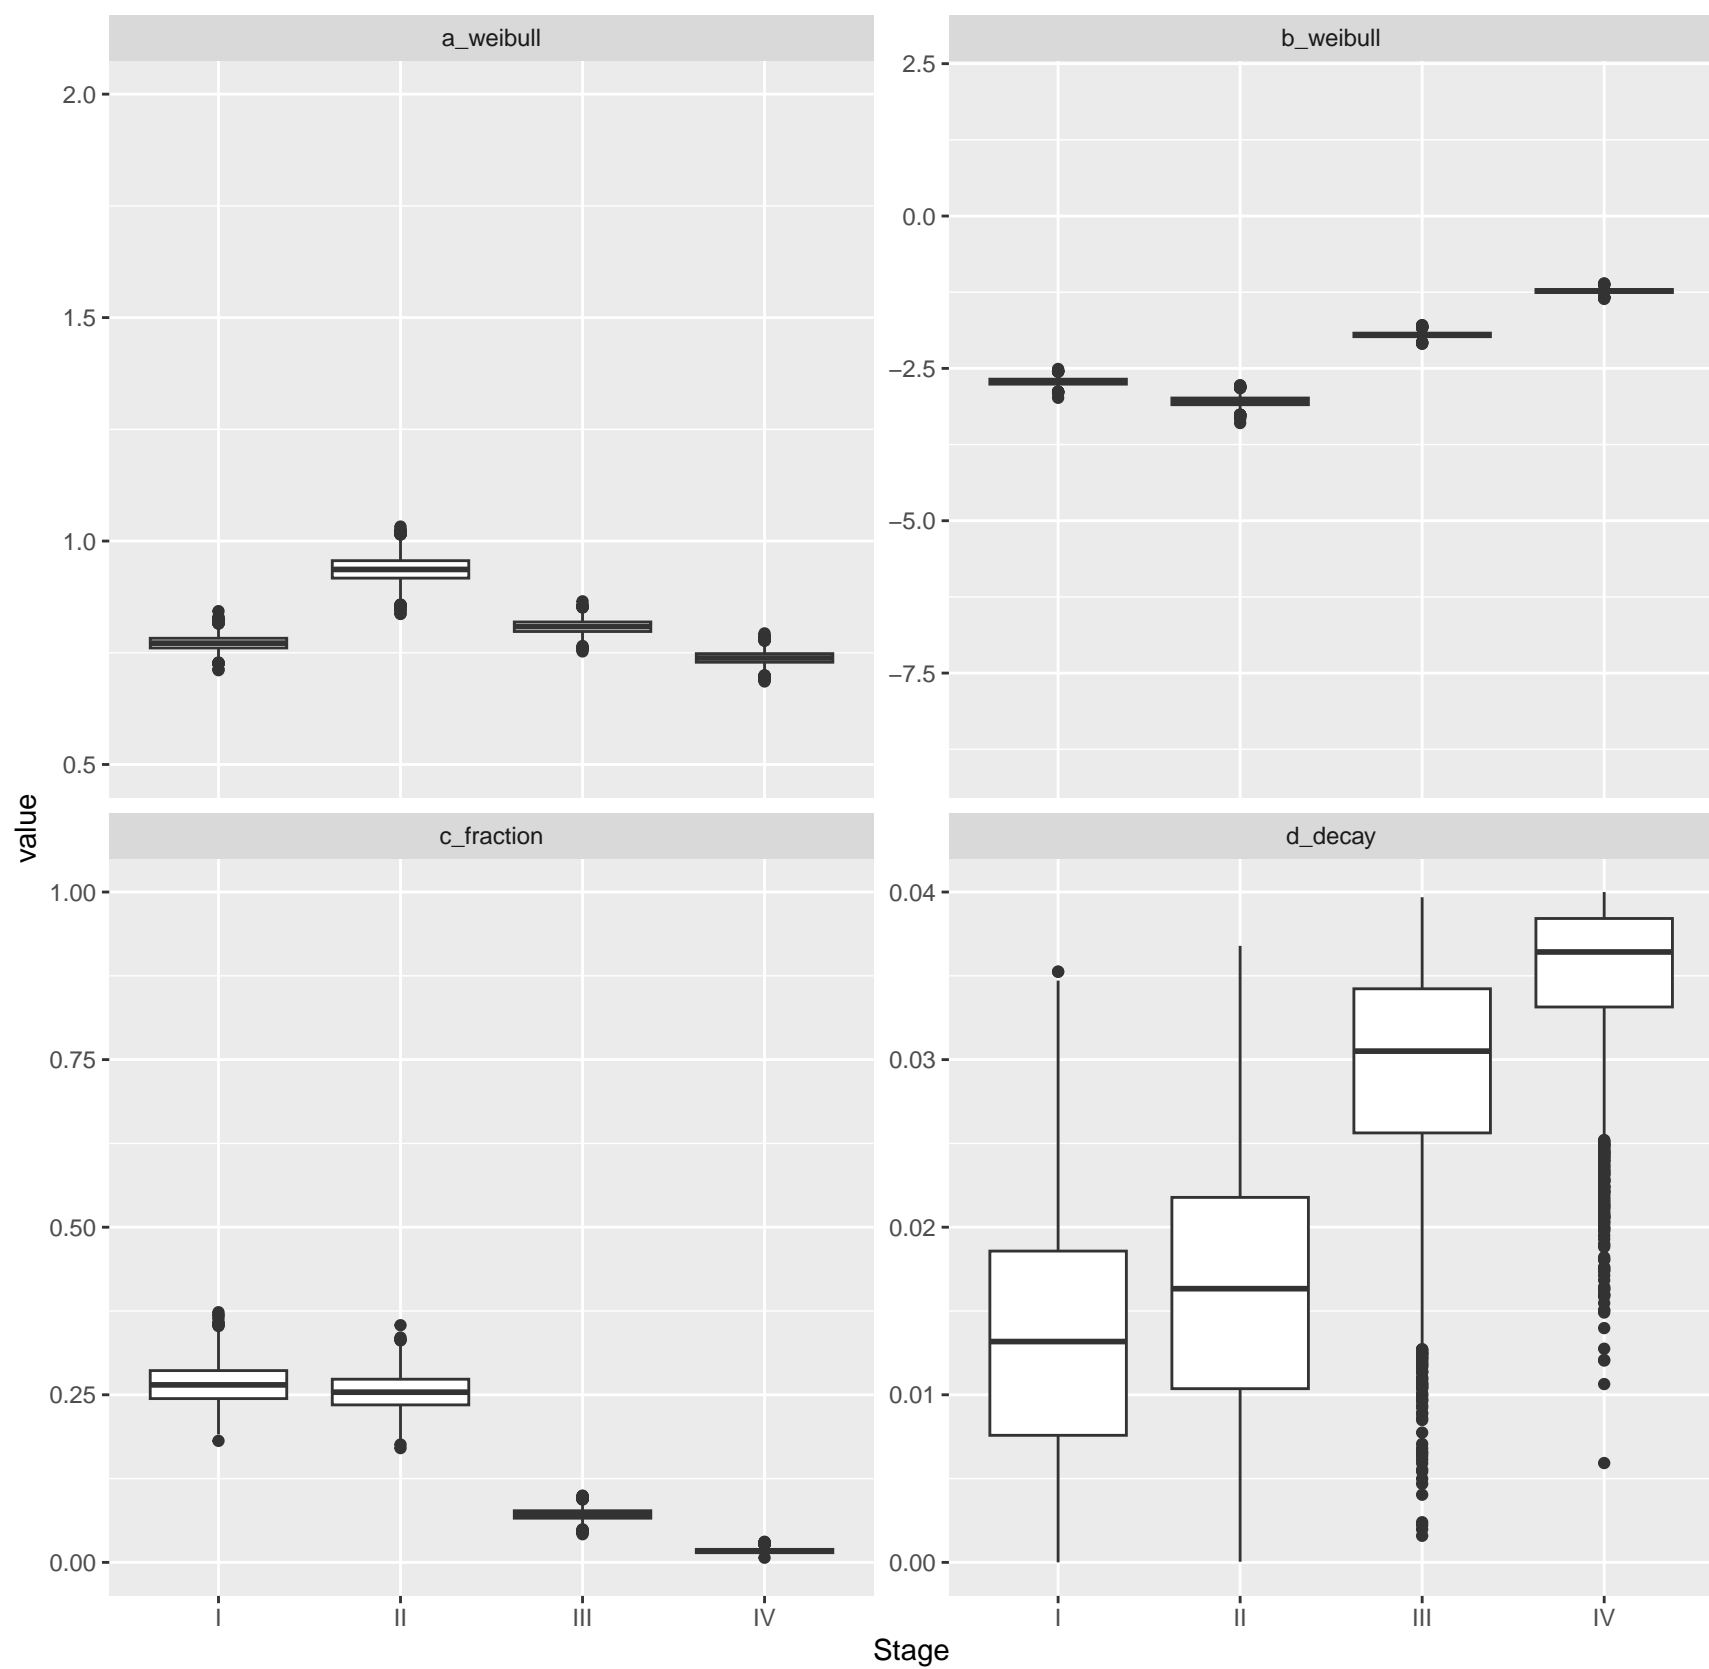 a_weibull
b_weibull
2.0
1.5
1.0
0.5
2.5
0.0
−2.5
−5.0
−7.5
value
c_fraction
d_decay
1.00
0.75
0.50
0.25
0.00
0.04
0.03
0.02
0.01
0.00
I II III IV
I II III IV
Stage